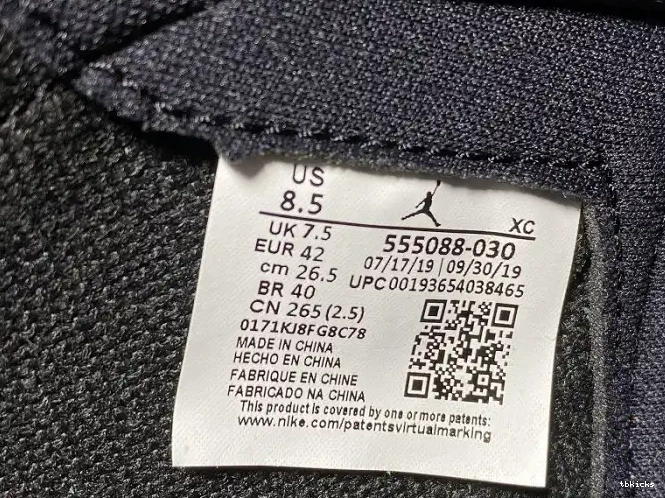 US
8.5
XC
UK 7.5
555088-030
EUR 42
07/17/19 | 09/30/19
cm 26.5
UPC00193654038465
BR 40
CN 265 (2.5)
0171KJ8FG8C78
MADE IN CHINA
HECHO EN CHINA
FABRIQUE EN CHINE
FABRICADO NA CHINA
This product is covered by one or more patents:
www.nike.com/patentsvirtualmarking
tbkicks